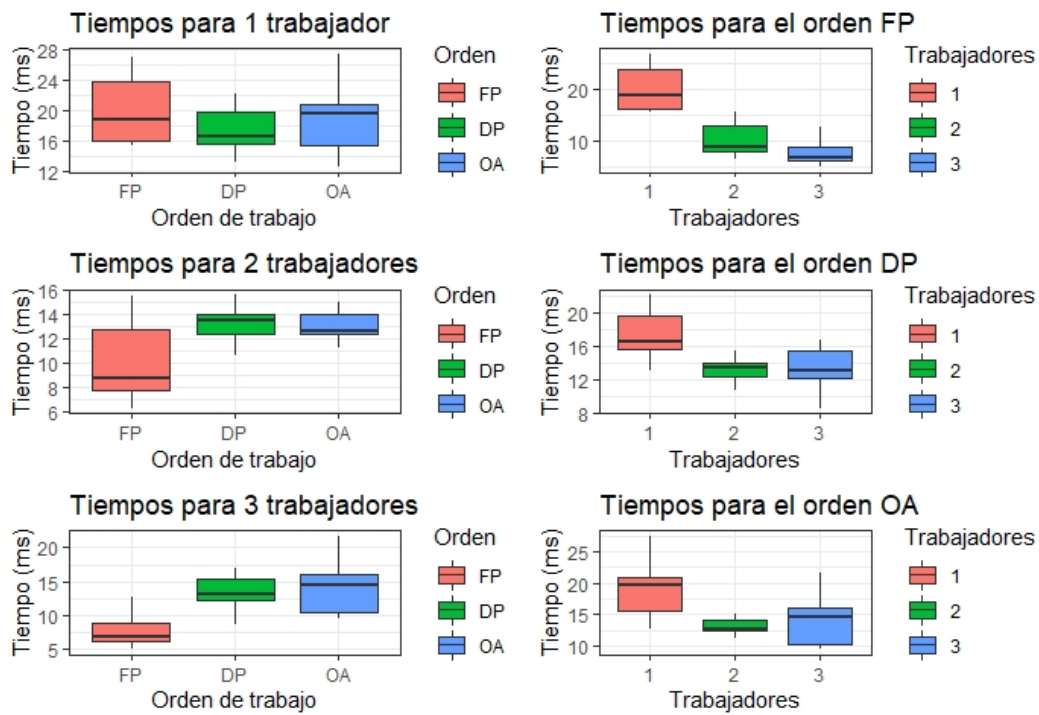 Tiempos para 1 trabajador
Tiempo (ms)
28
24
20
16
12
FP DP OA
Orden de trabajo
Orden
FP
DP
OA
Tiempos para el orden FP
Tiempo (ms)
20
10
1 2 3
Trabajadores
Trabajadores
1
2
3
Tiempos para 2 trabajadores
Tiempo (ms)
16
14
12
10
8
6
FP DP OA
Orden de trabajo
Orden
FP
DP
OA
Tiempos para el orden DP
Tiempo (ms)
20
16
12
8
1 2 3
Trabajadores
Trabajadores
1
2
3
Tiempos para 3 trabajadores
Tiempo (ms)
20
15
10
5
FP DP OA
Orden de trabajo
Orden
FP
DP
OA
Tiempos para el orden OA
Tiempo (ms)
25
20
15
10
1 2 3
Trabajadores
Trabajadores
1
2
3